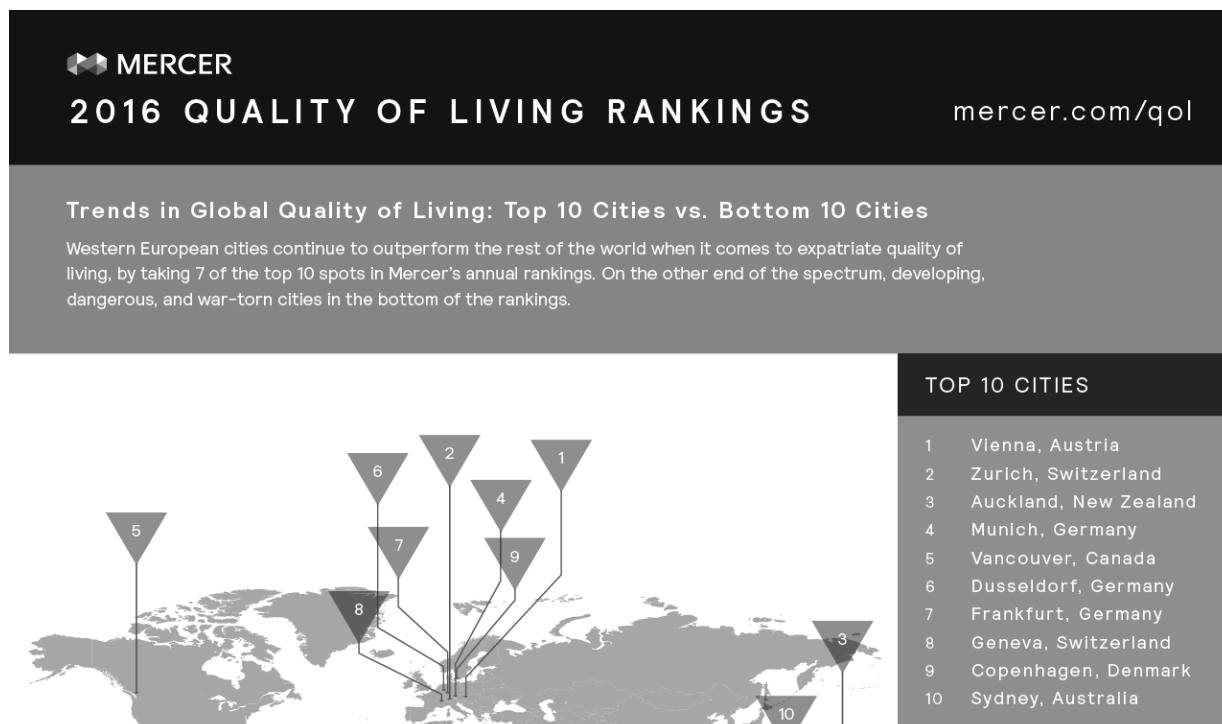 MERCER
2016 QUALITY OF LIVING RANKINGS
mercer.com/qol
Trends in Global Quality of Living: Top 10 Cities vs. Bottom 10 Cities
Western European cities continue to outperform the rest of the world when it comes to expatriate quality of
living, by taking 7 of the top 10 spots in Mercer's annual rankings. On the other end of the spectrum, developing,
dangerous, and war-torn cities in the bottom of the rankings.
TOP 10 CITIES
1 Vienna, Austria
2 Zurich, Switzerland
3 Auckland, New Zealand
4 Munich, Germany
5 Vancouver, Canada
6 Dusseldorf, Germany
7 Frankfurt, Germany
8 Geneva, Switzerland
9 Copenhagen, Denmark
10 Sydney, Australia
2
1
6
4
5
7
9
8
3
10